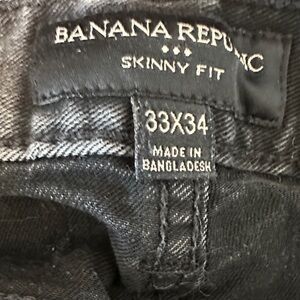 BANANA REPUBLIC
SKINNY FIT
33X34
MADE IN
BANGLADESH